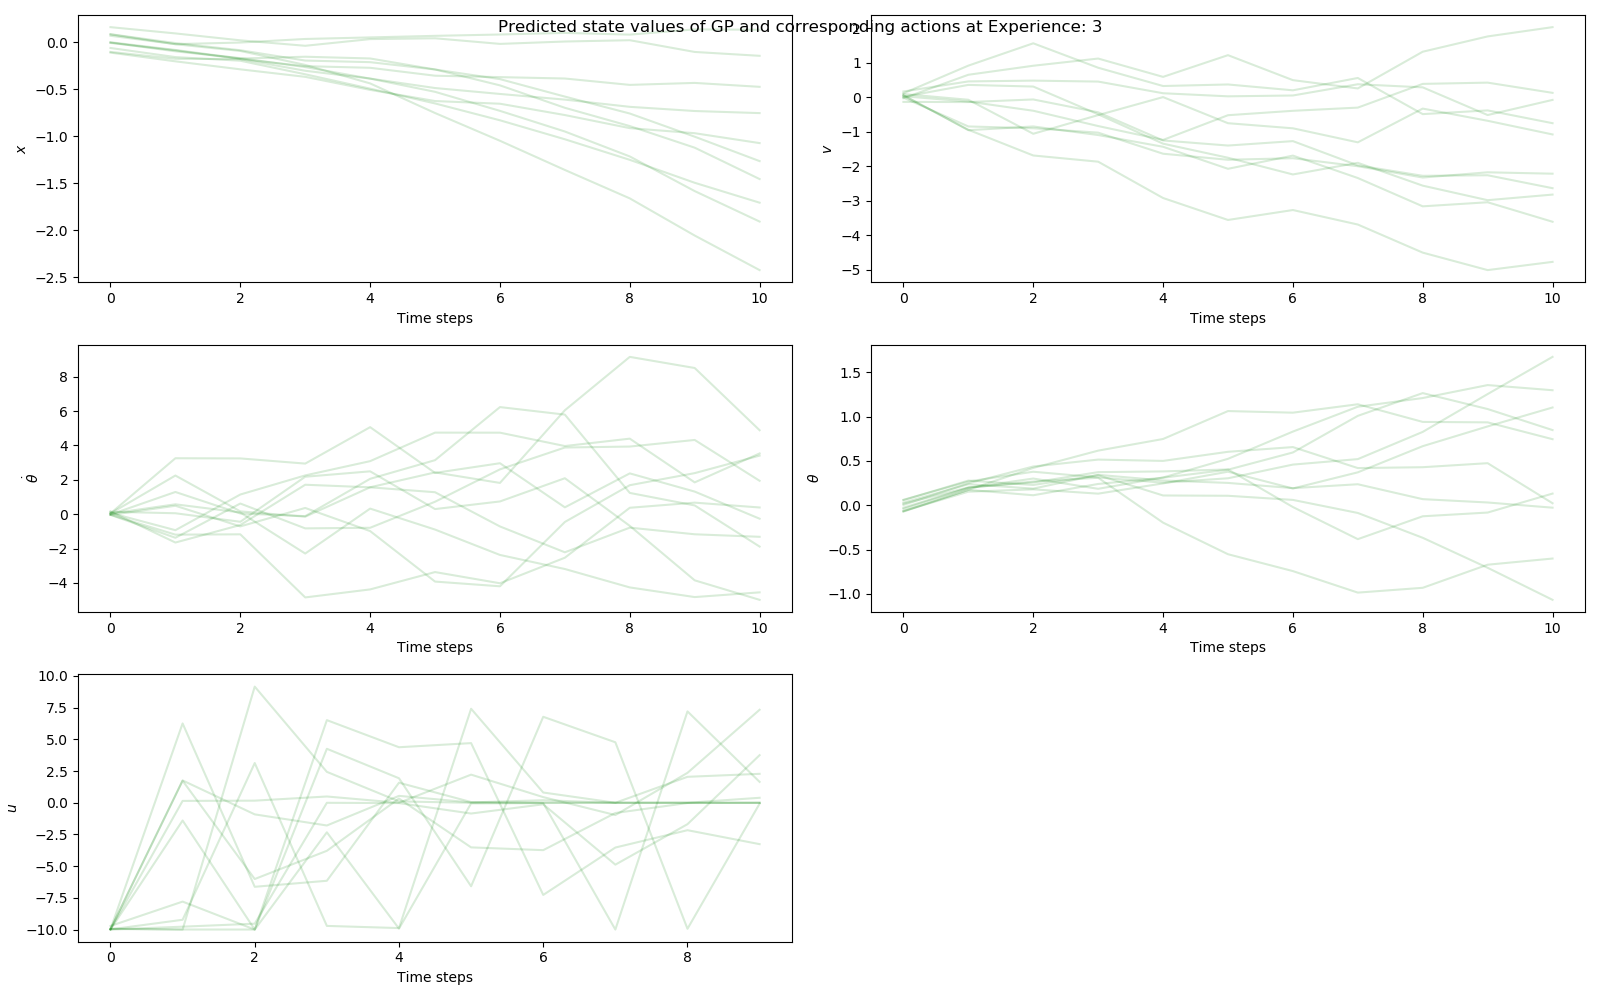 Predicted state values of GP and corresponding actions at Experience: 3
0.0
−0.5
−1.0
−1.5
−2.0
−2.5
x
0 2 4 6 8 10
Time steps
2
1
0
−1
−2
−3
−4
−5
v
0 2 4 6 8 10
Time steps
8
6
4
2
0
−2
−4
θ̇
0 2 4 6 8 10
Time steps
1.5
1.0
0.5
0.0
−0.5
−1.0
θ
0 2 4 6 8 10
Time steps
10.0
7.5
5.0
2.5
0.0
−2.5
−5.0
−7.5
−10.0
u
0 2 4 6 8
Time steps